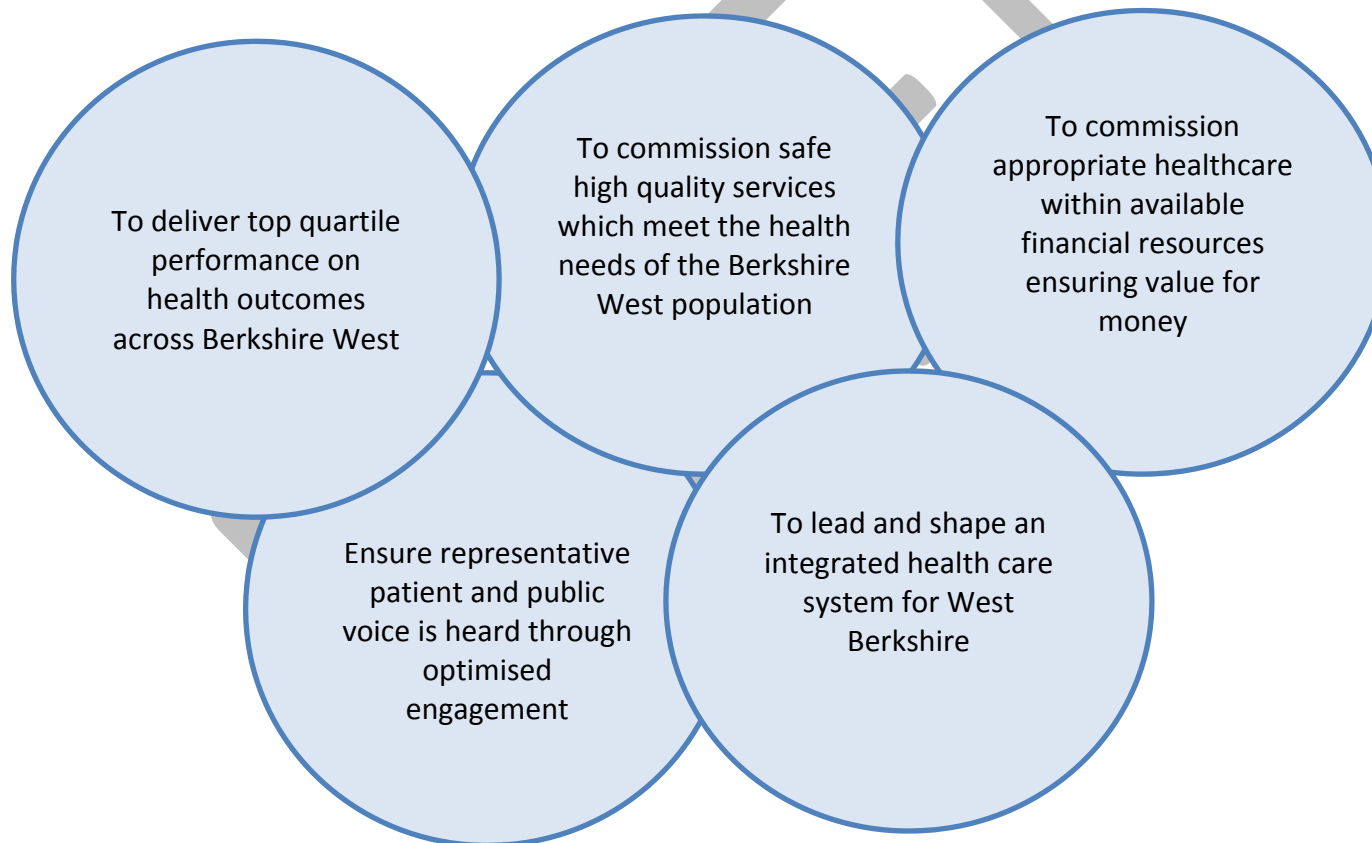 To deliver top quartile
performance on
health outcomes
across Berkshire West
To commission safe
high quality services
which meet the health
needs of the Berkshire
West population
To commission
appropriate healthcare
within available
financial resources
ensuring value for
money
Ensure representative
patient and public
voice is heard through
optimised
engagement
To lead and shape an
integrated health care
system for West
Berkshire